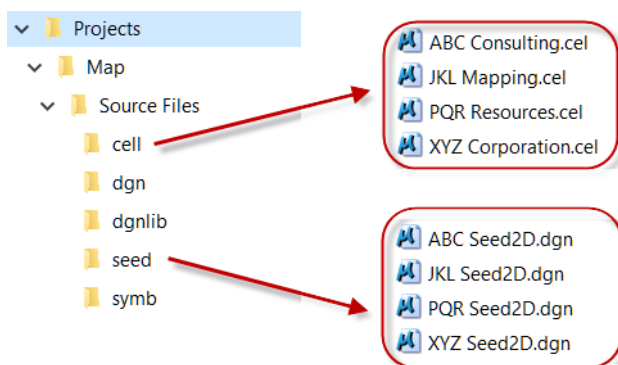 Projects
Map
Source Files
cell
dgn
dgnlib
seed
symb
ABC Consulting.cel
JKL Mapping.cel
PQR Resources.cel
XYZ Corporation.cel
ABC Seed2D.dgn
JKL Seed2D.dgn
PQR Seed2D.dgn
XYZ Seed2D.dgn